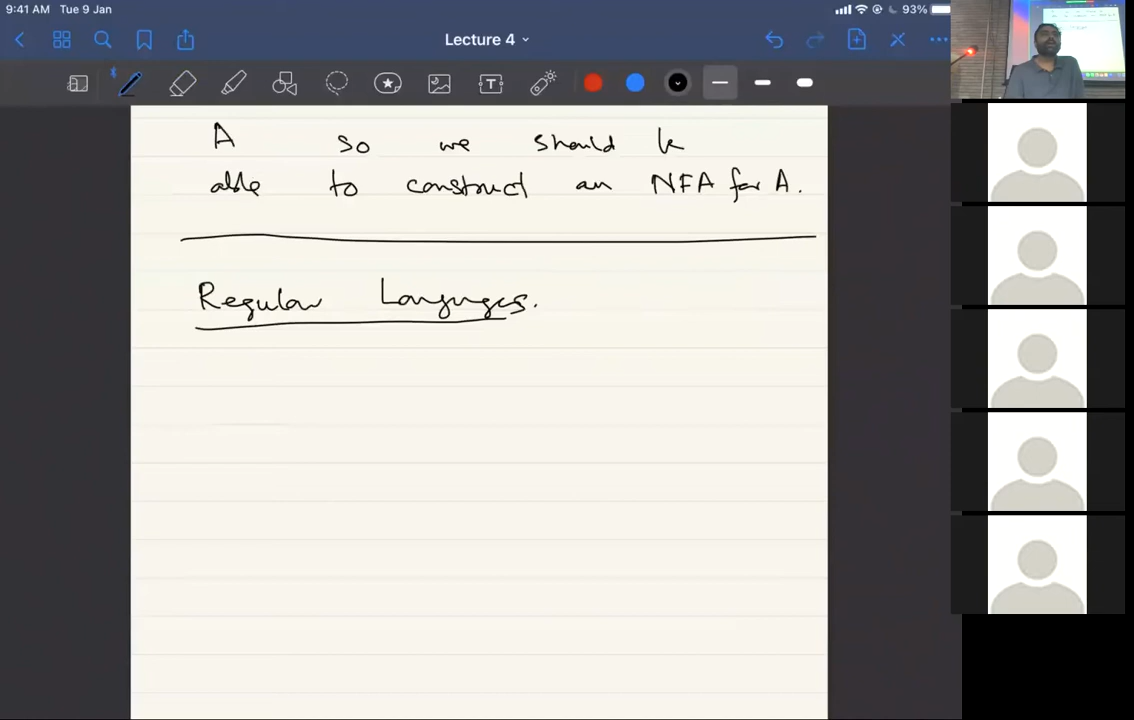 9:41 AM Tue 9 Jan 93%
Lecture 4
A so we should be
able to construct an NFA for A.
Regular Languages.